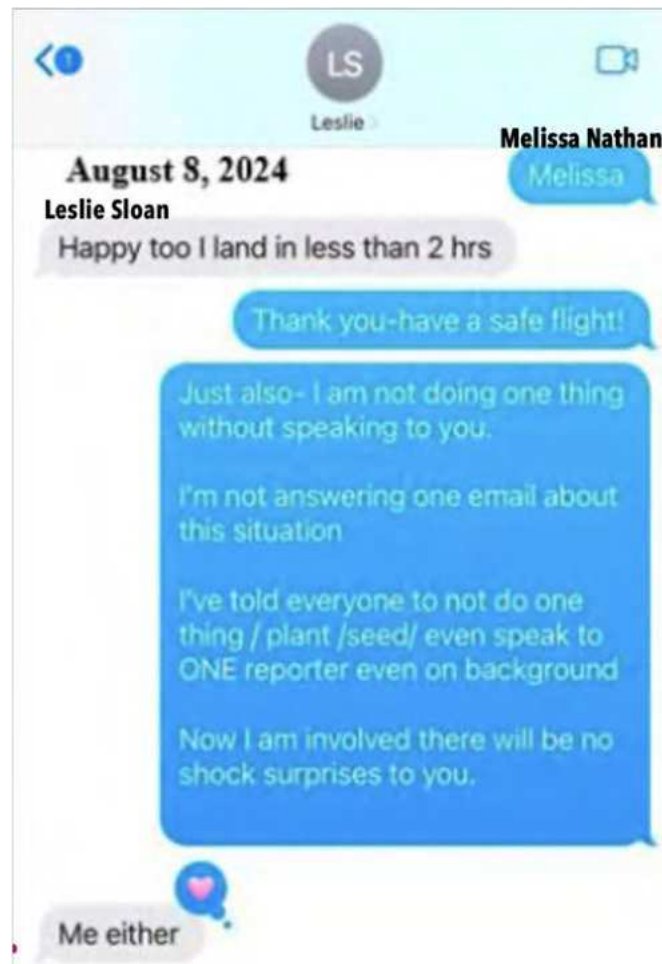 1
LS
Leslie
Melissa Nathan
August 8, 2024
Melissa
Leslie Sloan
Happy too I land in less than 2 hrs
Thank you-have a safe flight!
Just also- I am not doing one thing
without speaking to you.
I'm not answering one email about
this situation
I've told everyone to not do one
thing / plant /seed/ even speak to
ONE reporter even on background
Now I am involved there will be no
shock surprises to you.
Me either